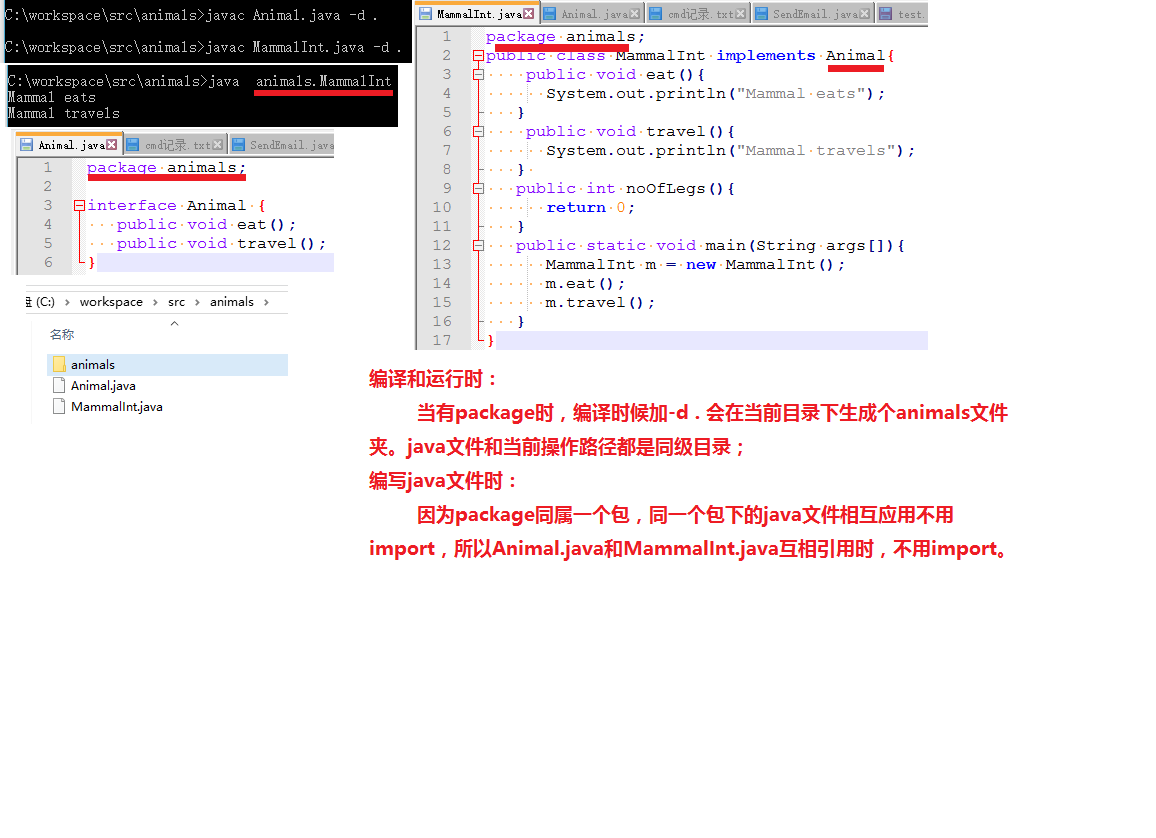 C:\workspace\src\animals>javac Animal.java -d .
C:\workspace\src\animals>javac MammalInt.java -d .
C:\workspace\src\animals>java  animals.MammalInt
Mammal eats
Mammal travels
Animal.java cmd记录.txt SendEmail.java
1 package animals;
2
3 interface Animal {
4 public void eat();
5 public void travel();
6 }
(C:) › workspace › src › animals ›
名称
animals
Animal.java
MammalInt.java
MammalInt.java Animal.java cmd记录.txt SendEmail.java test.
1 package animals;
2 public class MammalInt implements Animal{
3 public void eat(){
4 System.out.println("Mammal eats");
5 }
6 public void travel(){
7 System.out.println("Mammal travels");
8 }
9 public int noOfLegs(){
10 return 0;
11 }
12 public static void main(String args[]){
13 MammalInt m = new MammalInt();
14 m.eat();
15 m.travel();
16 }
17 }
编译和运行时：
当有package时，编译时候加-d . 会在当前目录下生成个animals文件
夹。java文件和当前操作路径都是同级目录；
编写java文件时：
因为package同属一个包，同一个包下的java文件相互应用不用
import，所以Animal.java和MammalInt.java互相引用时，不用import。